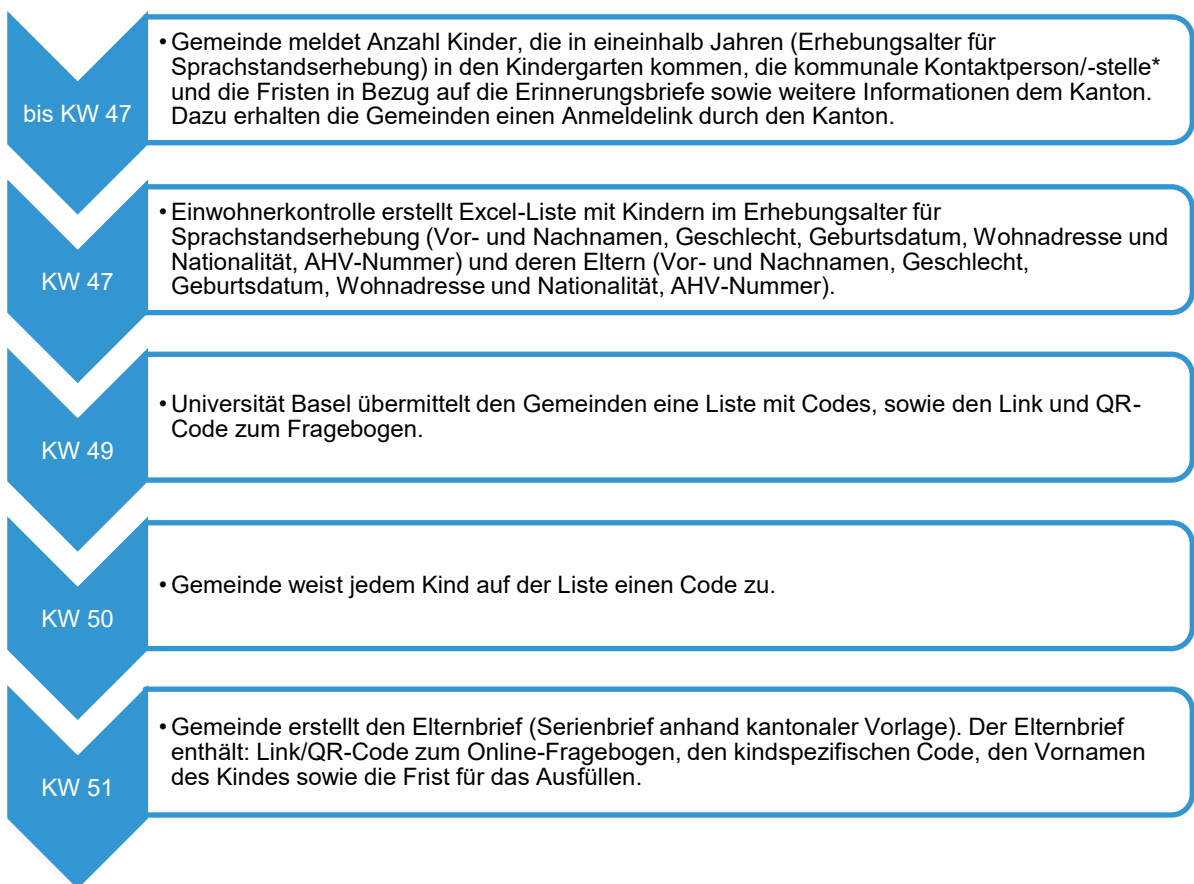 bis KW 47
• Gemeinde meldet Anzahl Kinder, die in eineinhalb Jahren (Erhebungsalter für
Sprachstandserhebung) in den Kindergarten kommen, die kommunale Kontaktperson/-stelle*
und die Fristen in Bezug auf die Erinnerungsbriefe sowie weitere Informationen dem Kanton.
Dazu erhalten die Gemeinden einen Anmeldelink durch den Kanton.
KW 47
• Einwohnerkontrolle erstellt Excel-Liste mit Kindern im Erhebungsalter für
Sprachstandserhebung (Vor- und Nachnamen, Geschlecht, Geburtsdatum, Wohnadresse und
Nationalität, AHV-Nummer) und deren Eltern (Vor- und Nachnamen, Geschlecht,
Geburtsdatum, Wohnadresse und Nationalität, AHV-Nummer).
KW 49
• Universität Basel übermittelt den Gemeinden eine Liste mit Codes, sowie den Link und QR-
Code zum Fragebogen.
KW 50
• Gemeinde weist jedem Kind auf der Liste einen Code zu.
KW 51
• Gemeinde erstellt den Elternbrief (Serienbrief anhand kantonaler Vorlage). Der Elternbrief
enthält: Link/QR-Code zum Online-Fragebogen, den kindspezifischen Code, den Vornamen
des Kindes sowie die Frist für das Ausfüllen.